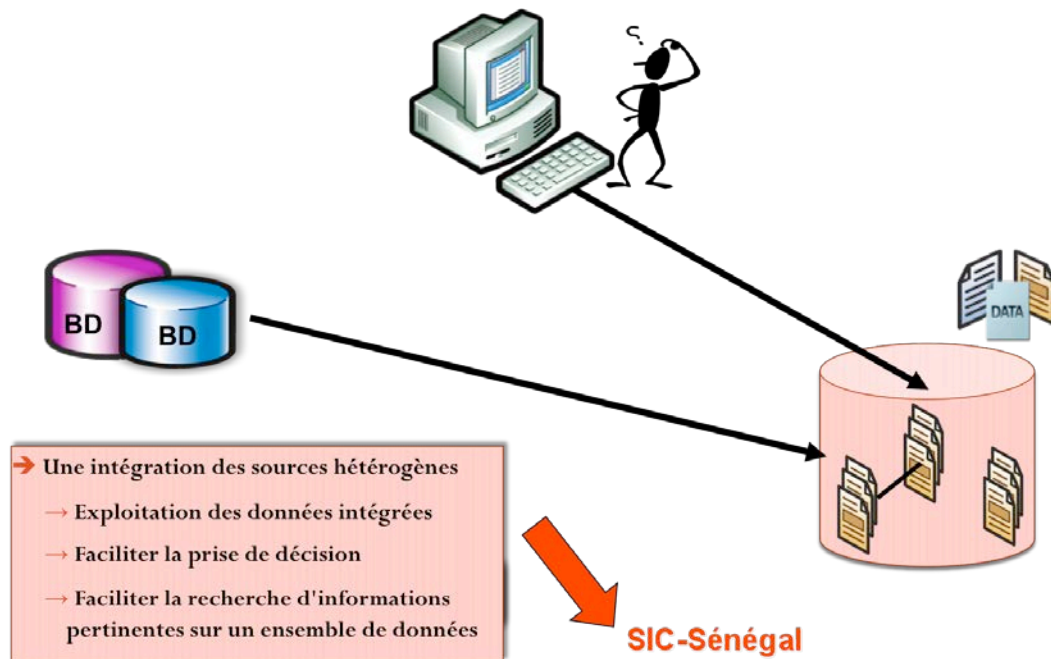 ?
BD
BD
DATA
→ Une intégration des sources hétérogènes
→ Exploitation des données intégrées
→ Faciliter la prise de décision
→ Faciliter la recherche d'informations
pertinentes sur un ensemble de données
SIC-Sénégal